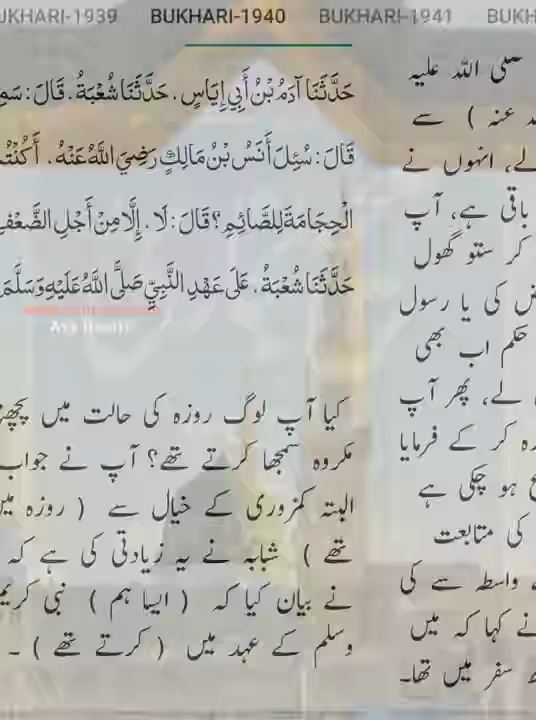 BUKHARI-1939 BUKHARI-1940 BUKHARI-1941 BUKH
حَدَّثَنَا آدَمُ بْنُ أَبِي إِيَاسٍ ، حَدَّثَنَا شُعْبَةُ ، قَالَ : سَمِ
قَالَ : سُئِلَ أَنَسُ بْنُ مَالِكٍ رَضِيَ اللَّهُ عَنْهُ ، أَكُنْتُ
الْحِجَامَةَ لِلصَّائِمِ ؟ قَالَ : لَا ، إِلَّا مِنْ أَجْلِ الضَّعْفِ
حَدَّثَنَا شُعْبَةُ ، عَلَى عَهْدِ النَّبِيِّ صَلَّى اللَّهُ عَلَيْهِ وَسَلَّمَ
کیا آپ لوگ روزہ کی حالت میں پچھن
مکروہ سمجھا کرتے تھے؟ آپ نے جواب
البتہ کمزوری کے خیال سے ( روزہ میں
تھے ) شبابہ نے یہ زیادتی کی ہے کہ
نے بیان کیا کہ ( ایسا ہم ) نبی کریم
وسلم کے عہد میں ( کرتے تھے ) ۔
صلی اللہ علیہ
عنہ ) سے
لے، انہوں نے
باقی ہے، آپ
کر ستو گھول
کی یا رسول
حکم اب بھی
لے، پھر آپ
کر کے فرمایا
ہو چکی ہے
کی متابعت
واسطہ سے کی
نے کہا کہ میں
سفر میں تھا۔